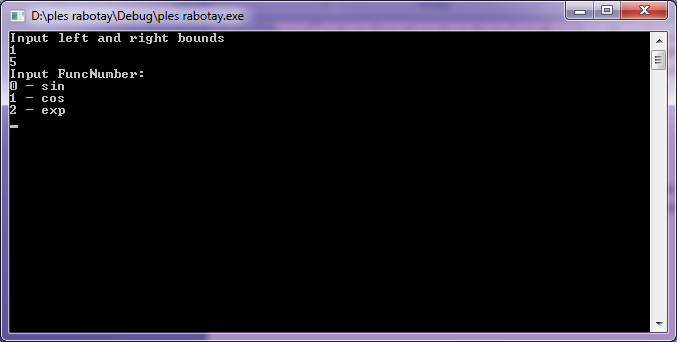 D:\ples rabotay\Debug\ples rabotay.exe
Input left and right bounds
1
5
Input FuncNumber:
0 - sin
1 - cos
2 - exp